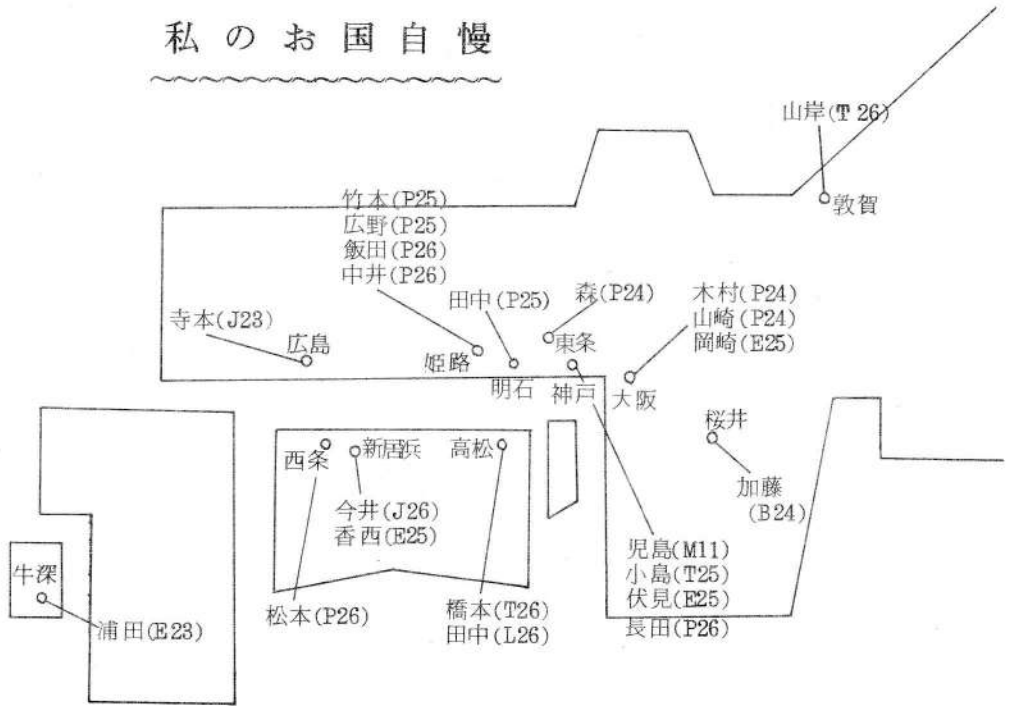 私のお国自慢
山岸(T26)
敦賀
竹本(P25)
広野(P25)
飯田(P26)
中井(P26)
姫路
田中(P25)
明石
森(P24)
東条
木村(P24)
山崎(P24)
岡崎(E25)
大阪
寺本(J23)
広島
神戸
児島(M11)
小島(T25)
伏見(E25)
長田(P26)
桜井
加藤
(B24)
西条
松本(P26)
新居浜
今井(J26)
香西(E25)
高松
橋本(T26)
田中(L26)
牛深
浦田(E23)